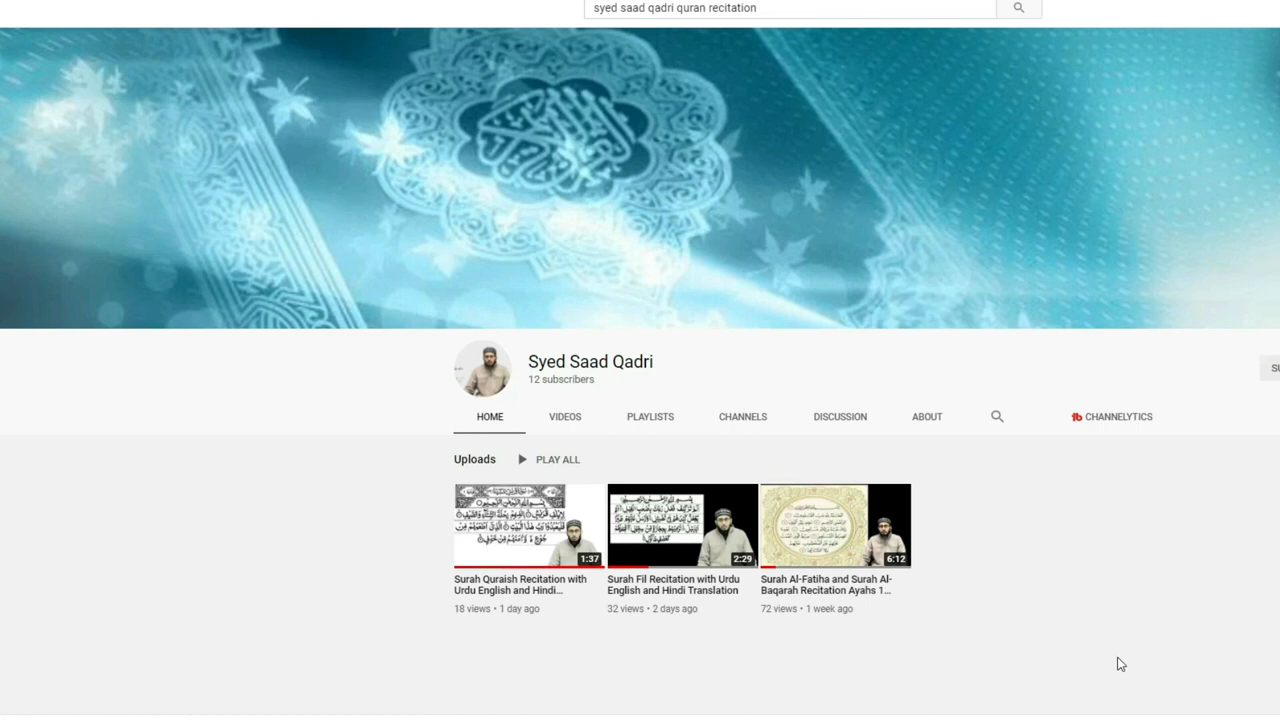 syed saad qadri quran recitation
القرآن الكريم
Syed Saad Qadri
12 subscribers
HOME VIDEOS PLAYLISTS CHANNELS DISCUSSION ABOUT CHANNELYTICS
Uploads PLAY ALL
1:37 2:29 6:12
Surah Quraish Recitation with
Urdu English and Hindi...
18 views • 1 day ago
Surah Fil Recitation with Urdu
English and Hindi Translation
32 views • 2 days ago
Surah Al-Fatiha and Surah Al-
Baqarah Recitation Ayahs 1...
72 views • 1 week ago